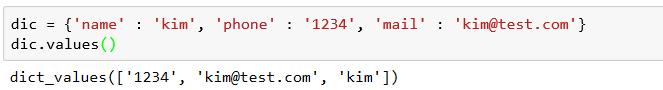 dic = {'name' : 'kim', 'phone' : '1234', 'mail' : 'kim@test.com'}
dic.values()
dict_values(['1234', 'kim@test.com', 'kim'])